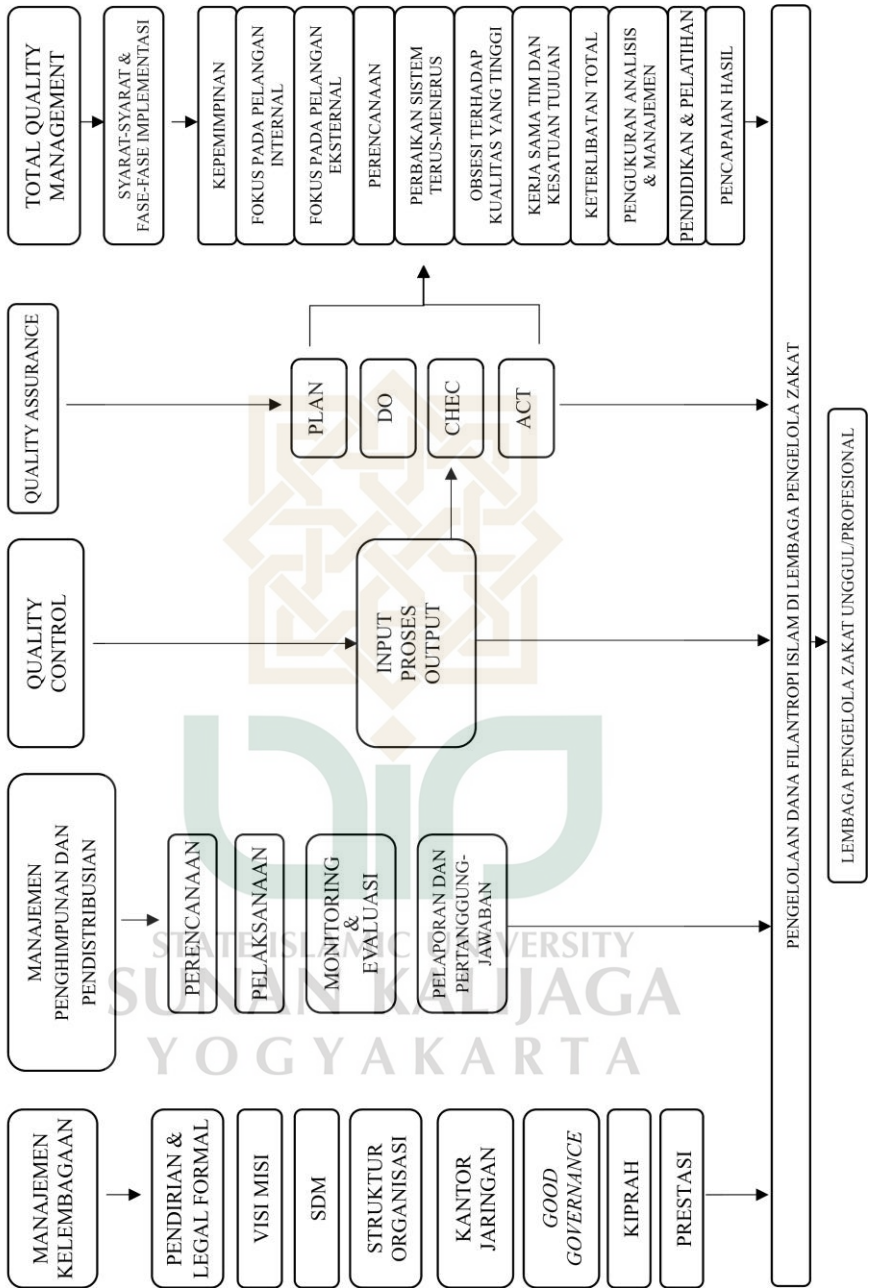 MANAJEMEN
KELEMBAGAAN
PENDIRIAN &
LEGAL FORMAL
VISI MISI
SDM
STRUKTUR
ORGANISASI
KANTOR
JARINGAN
GOOD
GOVERNANCE
KIPRAH
PRESTASI
MANAJEMEN
PENGHIMPUNAN DAN
PENDISTRIBUSIAN
PERENCANAAN
PELAKSANAAN
MONITORING
&
EVALUASI
PELAPORAN DAN
PERTANGGUNG-
JAWABAN
QUALITY
CONTROL
INPUT
PROSES
OUTPUT
QUALITY ASSURANCE
PLAN
DO
CHEC
ACT
TOTAL QUALITY
MANAGEMENT
SYARAT-SYARAT &
FASE-FASE IMPLEMENTASI
KEPEMIMPINAN
FOKUS PADA PELANGAN
INTERNAL
FOKUS PADA PELANGAN
EKSTERNAL
PERENCANAAN
PERBAIKAN SISTEM
TERUS-MENERUS
OBSESI TERHADAP
KUALITAS YANG TINGGI
KERJA SAMA TIM DAN
KESATUAN TUJUAN
KETERLIBATAN TOTAL
PENGUKURAN ANALISIS
& MANAJEMEN
PENDIDIKAN & PELATIHAN
PENCAPAIAN HASIL
PENGELOLAAN DANA FILANTROPI ISLAM DI LEMBAGA PENGELOLA ZAKAT
LEMBAGA PENGELOLA ZAKAT UNGGUL/PROFESIONAL
STATE ISLAMIC UNIVERSITY
SUNAN KALIJAGA
YOGYAKARTA